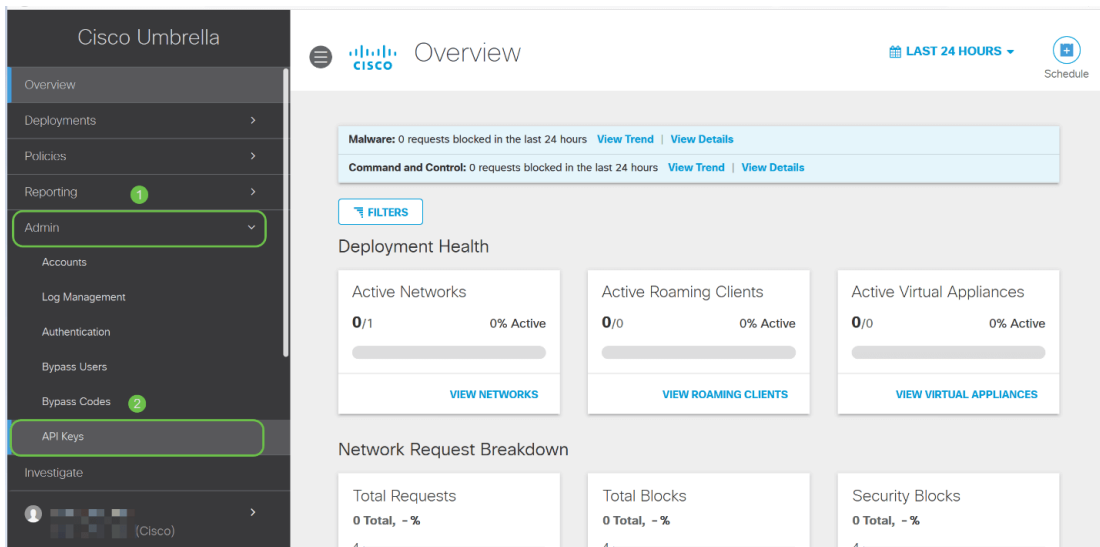 Cisco Umbrella
Overview
Deployments
Policies
Reporting
1
Admin
Accounts
Log Management
Authentication
Bypass Users
Bypass Codes
2
API Keys
Investigate
(Cisco)
CISCO
Overview
LAST 24 HOURS
Schedule
Malware: 0 requests blocked in the last 24 hours View Trend | View Details
Command and Control: 0 requests blocked in the last 24 hours View Trend | View Details
FILTERS
Deployment Health
Active Networks
0/1 0% Active
VIEW NETWORKS
Active Roaming Clients
0/0 0% Active
VIEW ROAMING CLIENTS
Active Virtual Appliances
0/0 0% Active
VIEW VIRTUAL APPLIANCES
Network Request Breakdown
Total Requests
0 Total, - %
Total Blocks
0 Total, - %
Security Blocks
0 Total, - %